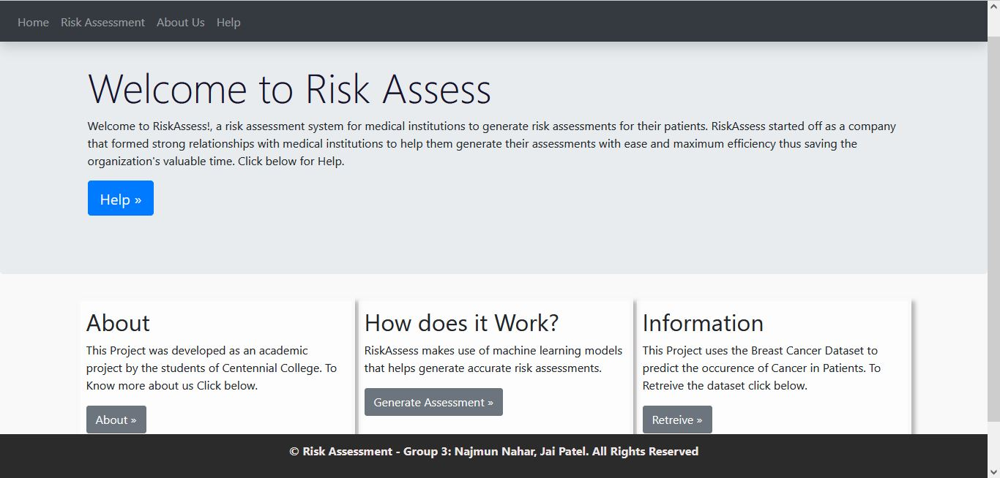 Home Risk Assessment About Us Help
Welcome to Risk Assess
Welcome to RiskAssess!, a risk assessment system for medical institutions to generate risk assessments for their patients. RiskAssess started off as a company
that formed strong relationships with medical institutions to help them generate their assessments with ease and maximum efficiency thus saving the
organization's valuable time. Click below for Help.
Help »
About
This Project was developed as an academic
project by the students of Centennial College. To
Know more about us Click below.
About »
How does it Work?
RiskAssess makes use of machine learning models
that helps generate accurate risk assessments.
Generate Assessment »
Information
This Project uses the Breast Cancer Dataset to
predict the occurence of Cancer in Patients. To
Retreive the dataset click below.
Retreive »
© Risk Assessment - Group 3: Najmun Nahar, Jai Patel. All Rights Reserved